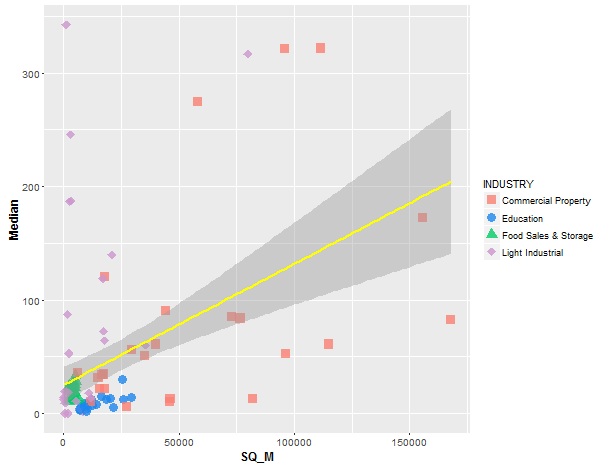 300
200
100
0
Median
0
50000
100000
150000
SQ_M
INDUSTRY
Commercial Property
Education
Food Sales & Storage
Light Industrial